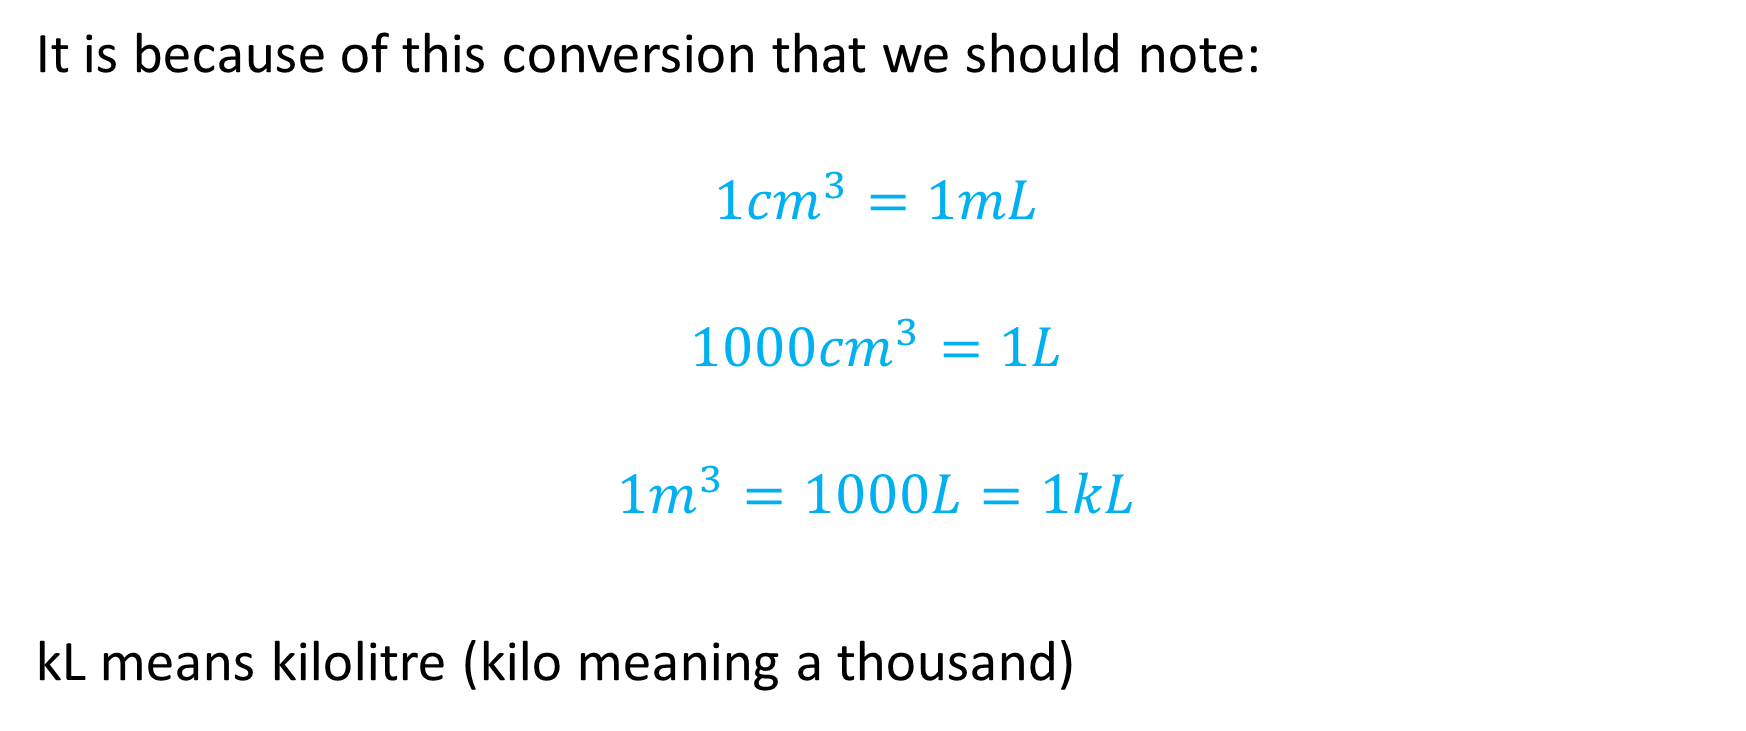 It is because of this conversion that we should note:
1cm³ = 1mL
1000cm³ = 1L
1m³ = 1000L = 1kL
kL means kilolitre (kilo meaning a thousand)